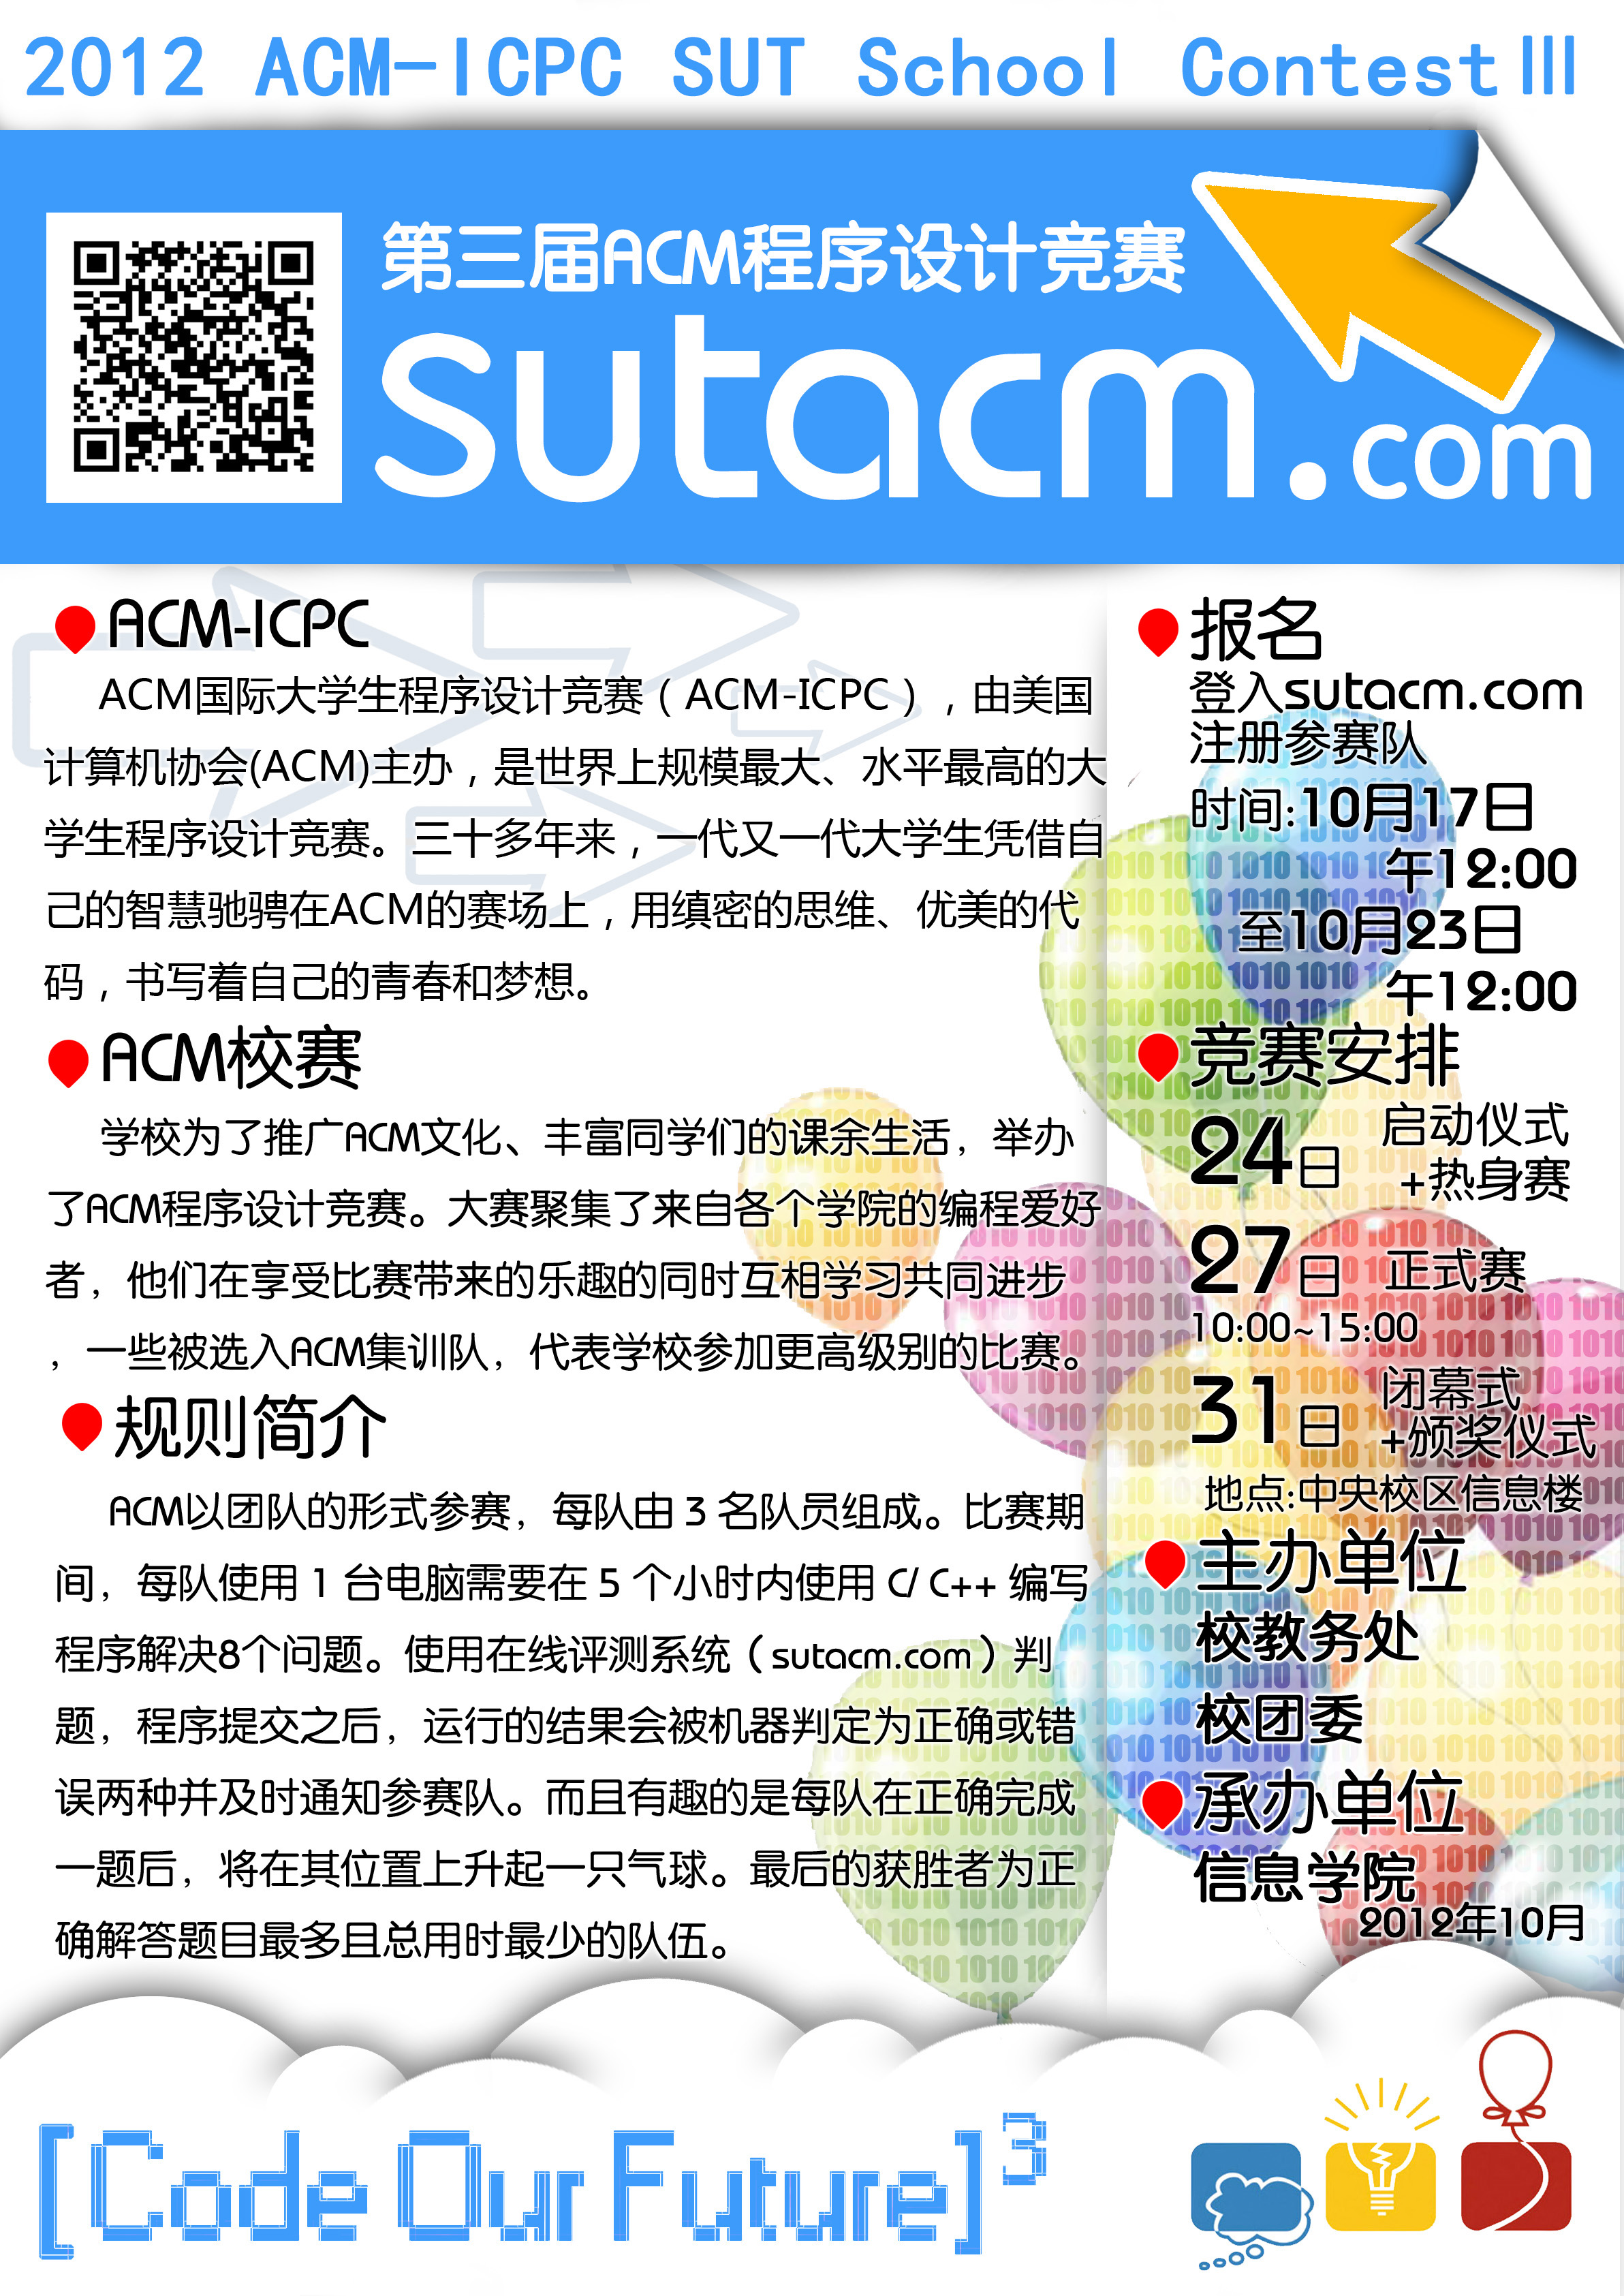 2012 ACM-ICPC SUT School Contest III
第三届ACM程序设计竞赛
sutacm.com
ACM-ICPC
ACM国际大学生程序设计竞赛（ACM-ICPC），由美国
计算机协会(ACM)主办，是世界上规模最大、水平最高的大
学生程序设计竞赛。三十多年来，一代又一代大学生凭借自
己的智慧驰骋在ACM的赛场上，用缜密的思维、优美的代
码，书写着自己的青春和梦想。
ACM校赛
学校为了推广ACM文化、丰富同学们的课余生活，举办
了ACM程序设计竞赛。大赛聚集了来自各个学院的编程爱好
者，他们在享受比赛带来的乐趣的同时互相学习共同进步
，一些被选入ACM集训队，代表学校参加更高级别的比赛。
规则简介
ACM以团队的形式参赛，每队由 3 名队员组成。比赛期
间，每队使用 1 台电脑需要在 5 个小时内使用 C/ C++ 编写
程序解决8个问题。使用在线评测系统（sutacm.com）判
题，程序提交之后，运行的结果会被机器判定为正确或错
误两种并及时通知参赛队。而且有趣的是每队在正确完成
一题后，将在其位置上升起一只气球。最后的获胜者为正
确解答题目最多且总用时最少的队伍。
报名
登入sutacm.com
注册参赛队
时间:10月17日
午12:00
至10月23日
午12:00
竞赛安排
24日 启动仪式
+热身赛
27日 正式赛
10:00~15:00
31日 闭幕式
+颁奖仪式
地点:中央校区信息楼
主办单位
校教务处
校团委
承办单位
信息学院
2012年10月
[Code Our Future]3